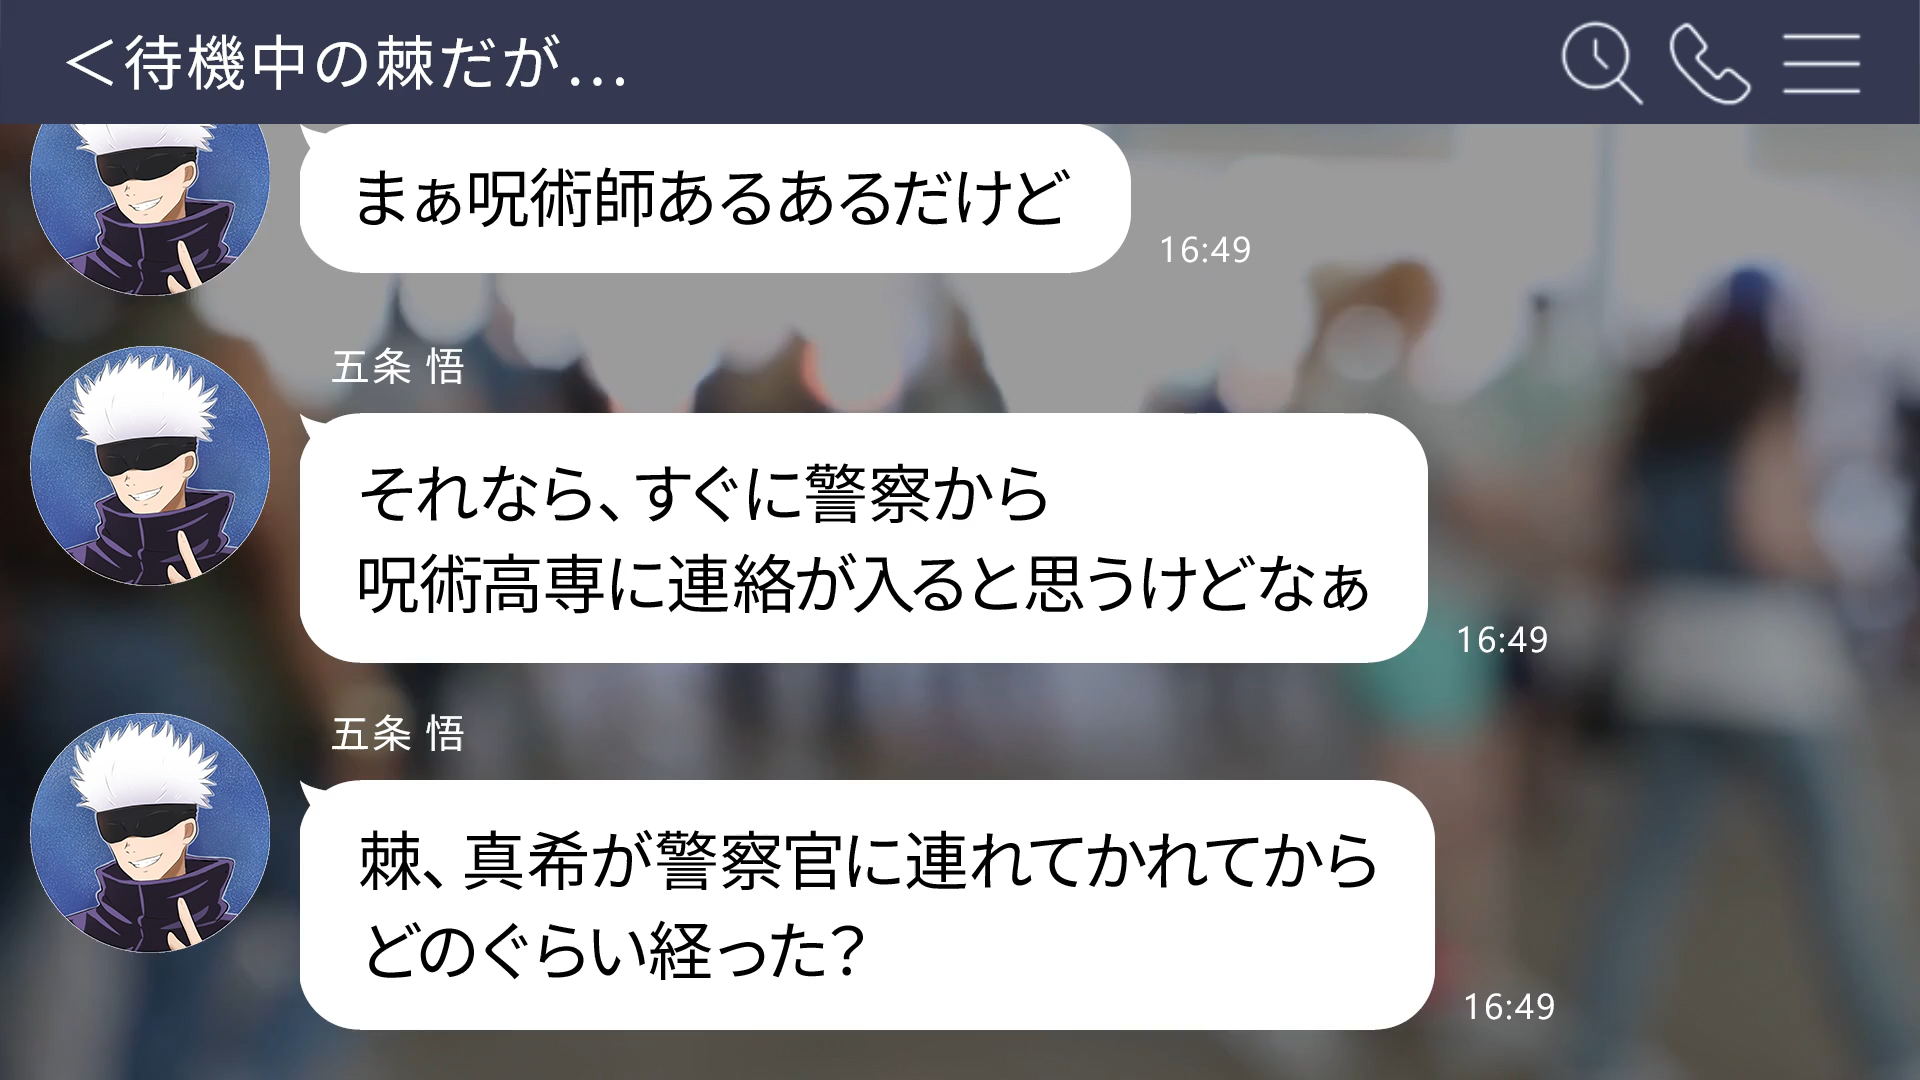 ＜待機中の棘だが…
まぁ呪術師あるあるだけど
16:49
五条 悟
それなら、すぐに警察から
呪術高専に連絡が入ると思うけどなぁ
16:49
五条 悟
棘、真希が警察官に連れてかれてから
どのぐらい経った？
16:49